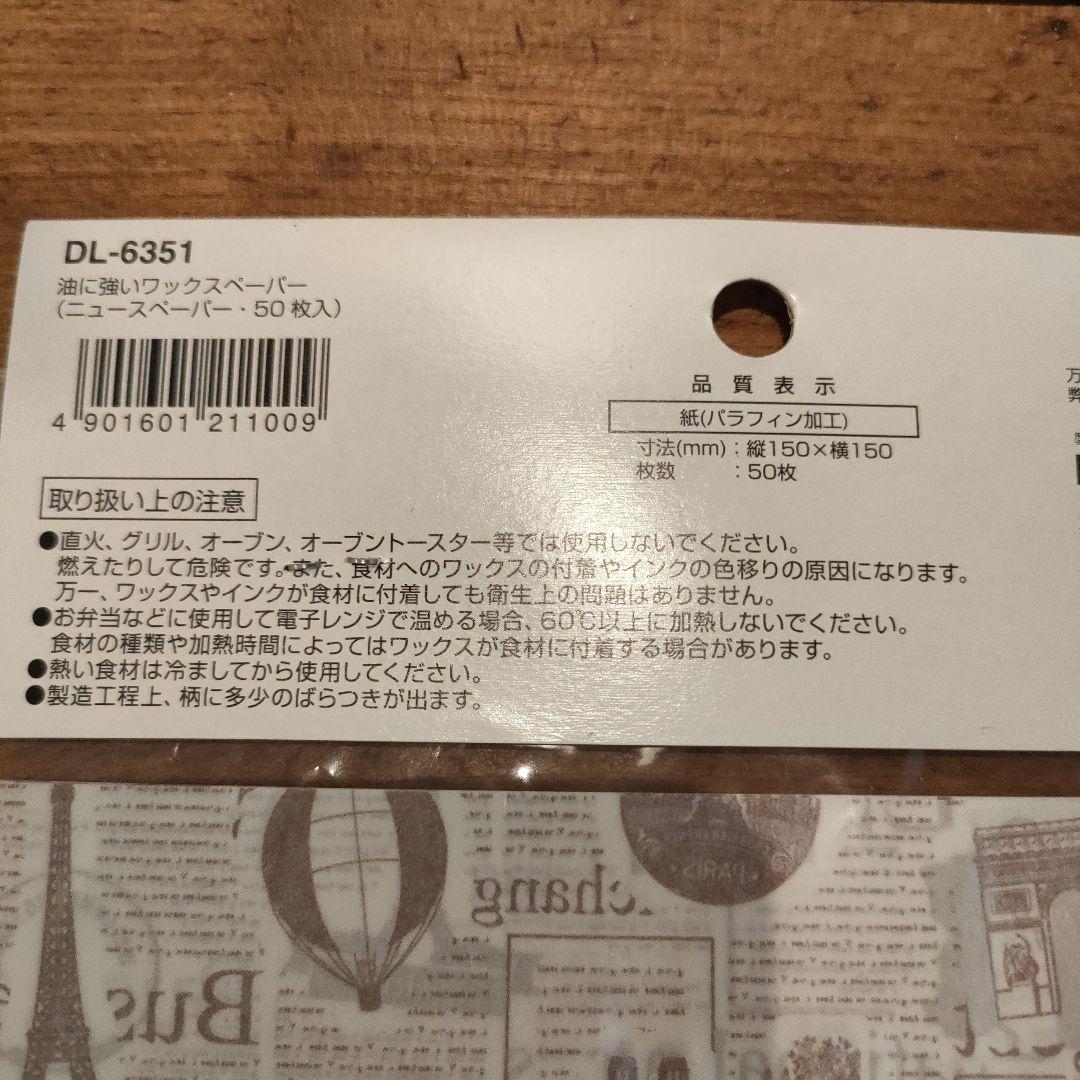 DL-6351
油に強いワックスペーパー
(ニュースペーパー・50枚入)
4 901601 211009
品 質 表 示
紙(パラフィン加工)
寸法(mm):縦150×横150
枚数 :50枚
万
弊
取り扱い上の注意
●直火、グリル、オーブン、オーブントースター等では使用しないでください。
燃えたりして危険です。また、食材へのワックスの付着やインクの色移りの原因になります。
万一、ワックスやインクが食材に付着しても衛生上の問題はありません。
●お弁当などに使用して電子レンジで温める場合、60℃以上に加熱しないでください。
食材の種類や加熱時間によってはワックスが食材に付着する場合があります。
●熱い食材は冷ましてから使用してください。
●製造工程上、柄に多少のばらつきが出ます。
PARIS
chang
Bus